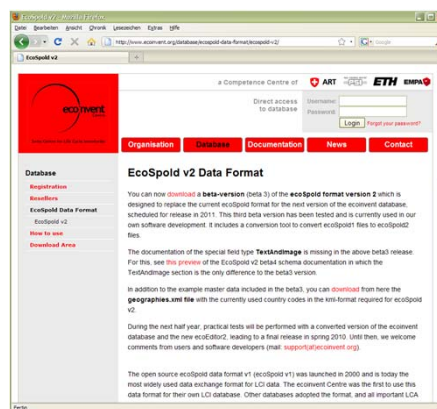 EcoSpold v2 - Mozilla Firefox
Datei Bearbeiten Ansicht Chronik Lesezeichen Extras Hilfe
http://www.ecoinvent.org/database/ecospold-data-format/ecospold-v2/
EcoSpold v2
a Competence Centre of ART ETH EMPA
ecoinvent
Direct access
to database
Username:
Password:
Login Forgot your password?
Organisation Database Documentation News Contact
Database
Registration
Resellers
EcoSpold Data Format
EcoSpold v2
How to use
Download Area
EcoSpold v2 Data Format
You can now download a beta-version (beta 3) of the ecoSpold format version 2 which is
designed to replace the current ecoSpold format for the next version of the ecoinvent database,
scheduled for release in 2011. This third beta version has been tested and is currently used in our
own software development. It includes a conversion tool to convert ecoSpold1 files to ecoSpold2
files.
The documentation of the special field type TextAndImage is missing in the above beta3 release.
For this, see this preview of the EcoSpold v2 beta4 schema documentation in which the
TextAndImage section is the only difference to the beta3 version.
In addition to the example master data included in the beta3, you can download from here the
geographies.xml file with the currently used country codes in the kml-format required for ecoSpold
v2.
During the next half year, practical tests will be performed with a converted version of the ecoinvent
database and the new ecoEditor2, leading to a final release in spring 2010. Until then, we welcome
comments from users and software developers (mail: support(at)ecoinvent.org).
The open source ecoSpold data format v1 (ecoSpold v1) was launched in 2000 and is today the
most widely used data exchange format for LCI data. The ecoinvent Centre was the first to use this
data format for their own LCI database. Other databases adopted the format, and all important LCA
Fertig